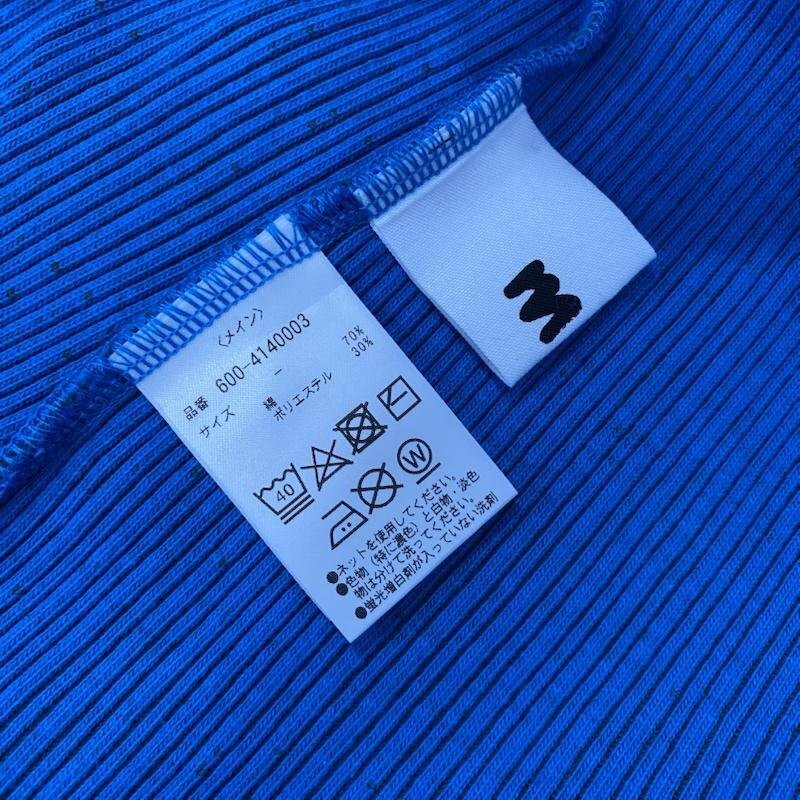 〈メイン〉
品番 600-4140003
サイズ -
綿 70%
ポリエステル 30%
40
W
●ネットを使用してください。
●色物(特に濃色)と白物・淡色
物は分けて洗ってください。
●蛍光増白剤が入っていない洗剤
m